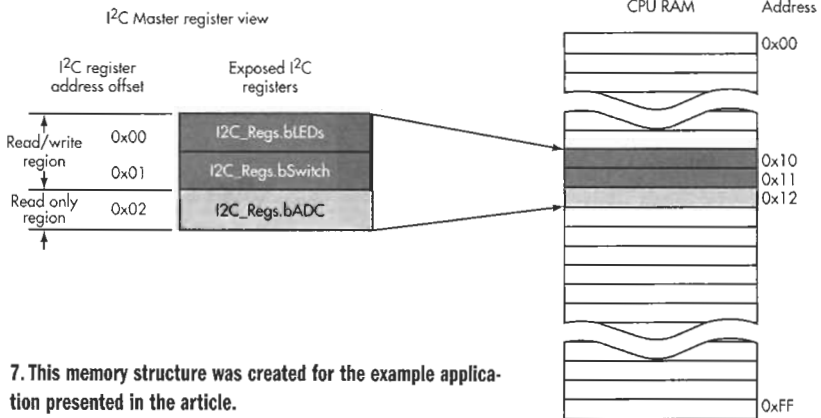 I²C Master register view
CPU RAM
Address
I²C register
address offset
Exposed I²C
registers
Read/write
region
Read only
region
0x00
0x01
0x02
I2C_Regs.bLEDs
I2C_Regs.bSwitch
I2C_Regs.bADC
0x00
0x10
0x11
0x12
0xFF
7. This memory structure was created for the example applica-
tion presented in the article.